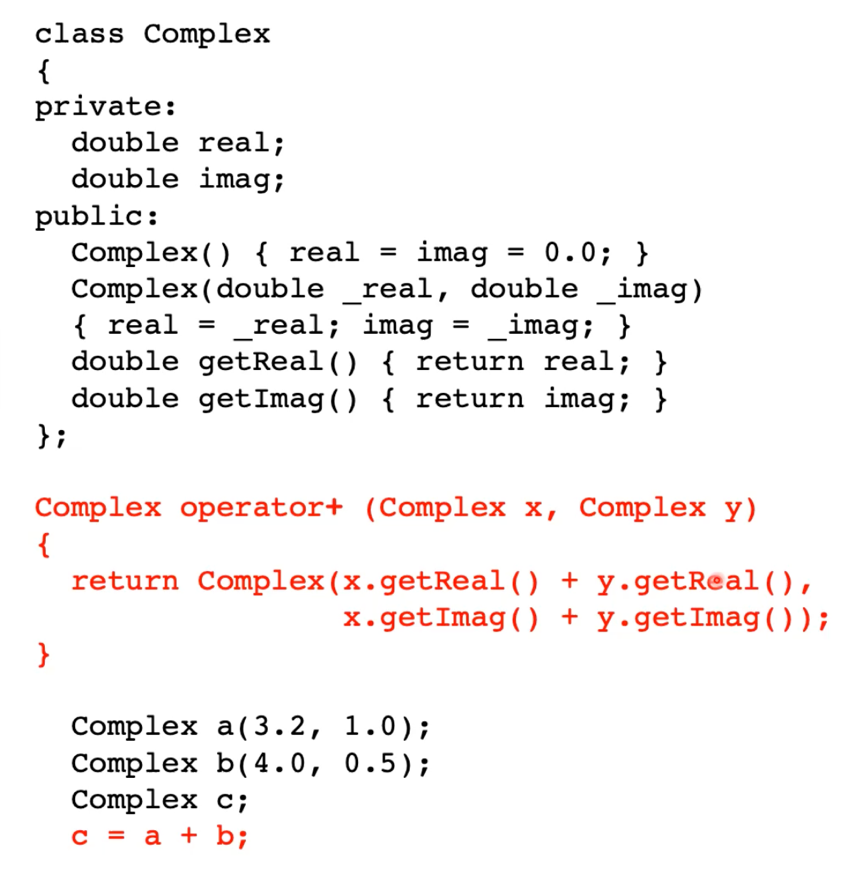 class Complex
{
private:
  double real;
  double imag;
public:
  Complex() { real = imag = 0.0; }
  Complex(double _real, double _imag)
  { real = _real; imag = _imag; }
  double getReal() { return real; }
  double getImag() { return imag; }
};

Complex operator+ (Complex x, Complex y)
{
  return Complex(x.getReal() + y.getReal(),
                 x.getImag() + y.getImag());
}

  Complex a(3.2, 1.0);
  Complex b(4.0, 0.5);
  Complex c;
  c = a + b;